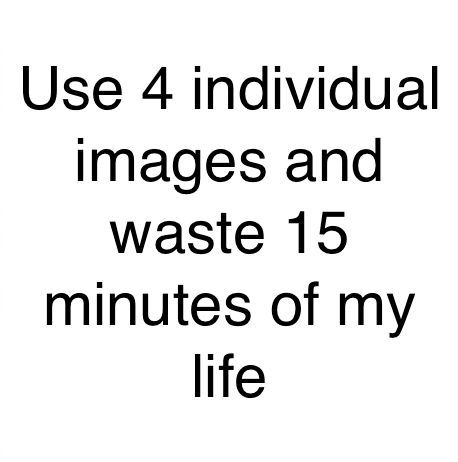 Use 4 individual
images and
waste 15
minutes of my
life